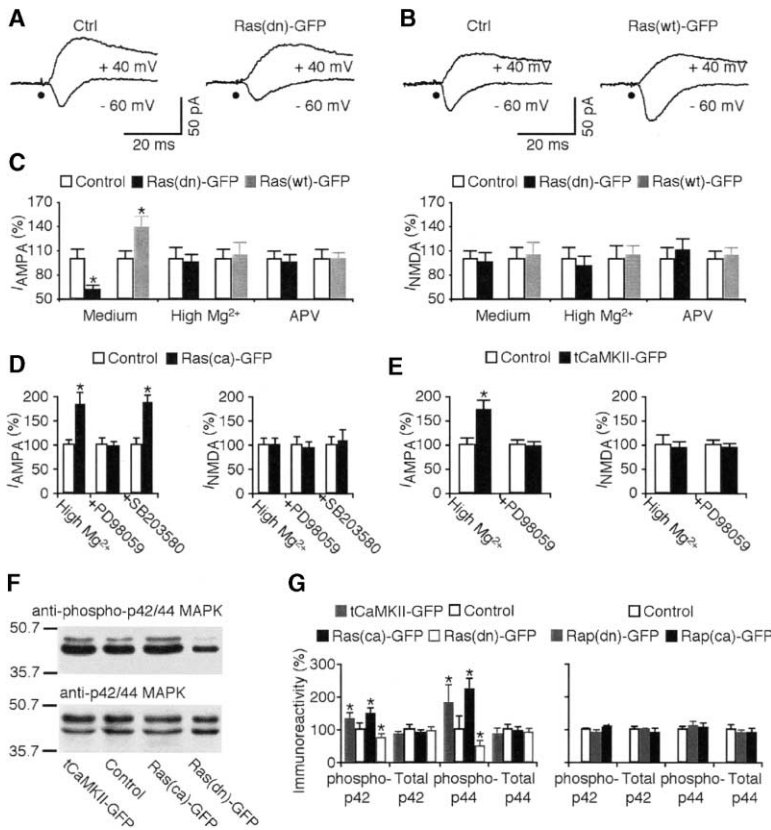 A
Ctrl
Ras(dn)-GFP
+ 40 mV
+ 40 mV
- 60 mV
- 60 mV
20 ms
50 pA
B
Ctrl
Ras(wt)-GFP
+ 40 mV
+ 40 mV
- 60 mV
- 60 mV
20 ms
50 pA
C
Control Ras(dn)-GFP Ras(wt)-GFP
IAMPA (%)
170
140
110
80
50
Medium High Mg2+ APV
Control Ras(dn)-GFP Ras(wt)-GFP
INMDA (%)
170
140
110
80
50
Medium High Mg2+ APV
D
Control Ras(ca)-GFP
IAMPA (%)
200
150
100
50
0
High Mg2+
+PD98059
+SB203580
INMDA (%)
200
150
100
50
0
High Mg2+
+PD98059
+SB203580
E
Control tCaMKII-GFP
IAMPA (%)
200
150
100
50
0
High Mg2+
+PD98059
INMDA (%)
200
150
100
50
0
High Mg2+
+PD98059
F
anti-phospho-p42/44 MAPK
50.7
35.7
anti-p42/44 MAPK
50.7
35.7
tCaMKII-GFP
Control
Ras(ca)-GFP
Ras(dn)-GFP
G
tCaMKII-GFP Control
Ras(ca)-GFP Ras(dn)-GFP
Immunoreactivity (%)
300
200
100
0
phospho- Total phospho- Total
p42 p42 p44 p44
Control
Rap(dn)-GFP Rap(ca)-GFP
phospho- Total phospho- Total
p42 p42 p44 p44